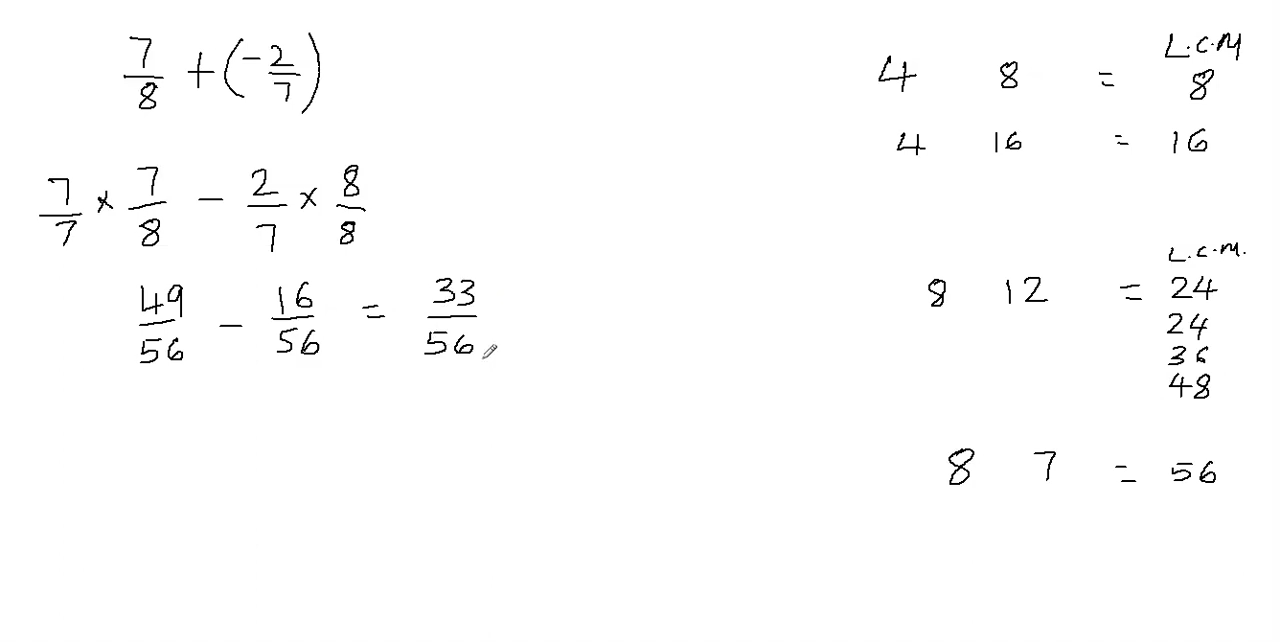 7/8 + (-2/7)
7/7 × 7/8 - 2/7 × 8/8
49/56 - 16/56 = 33/56
L.C.M
4 8 = 8
4 16 = 16
L.C.M.
8 12 = 24
24
36
48
8 7 = 56